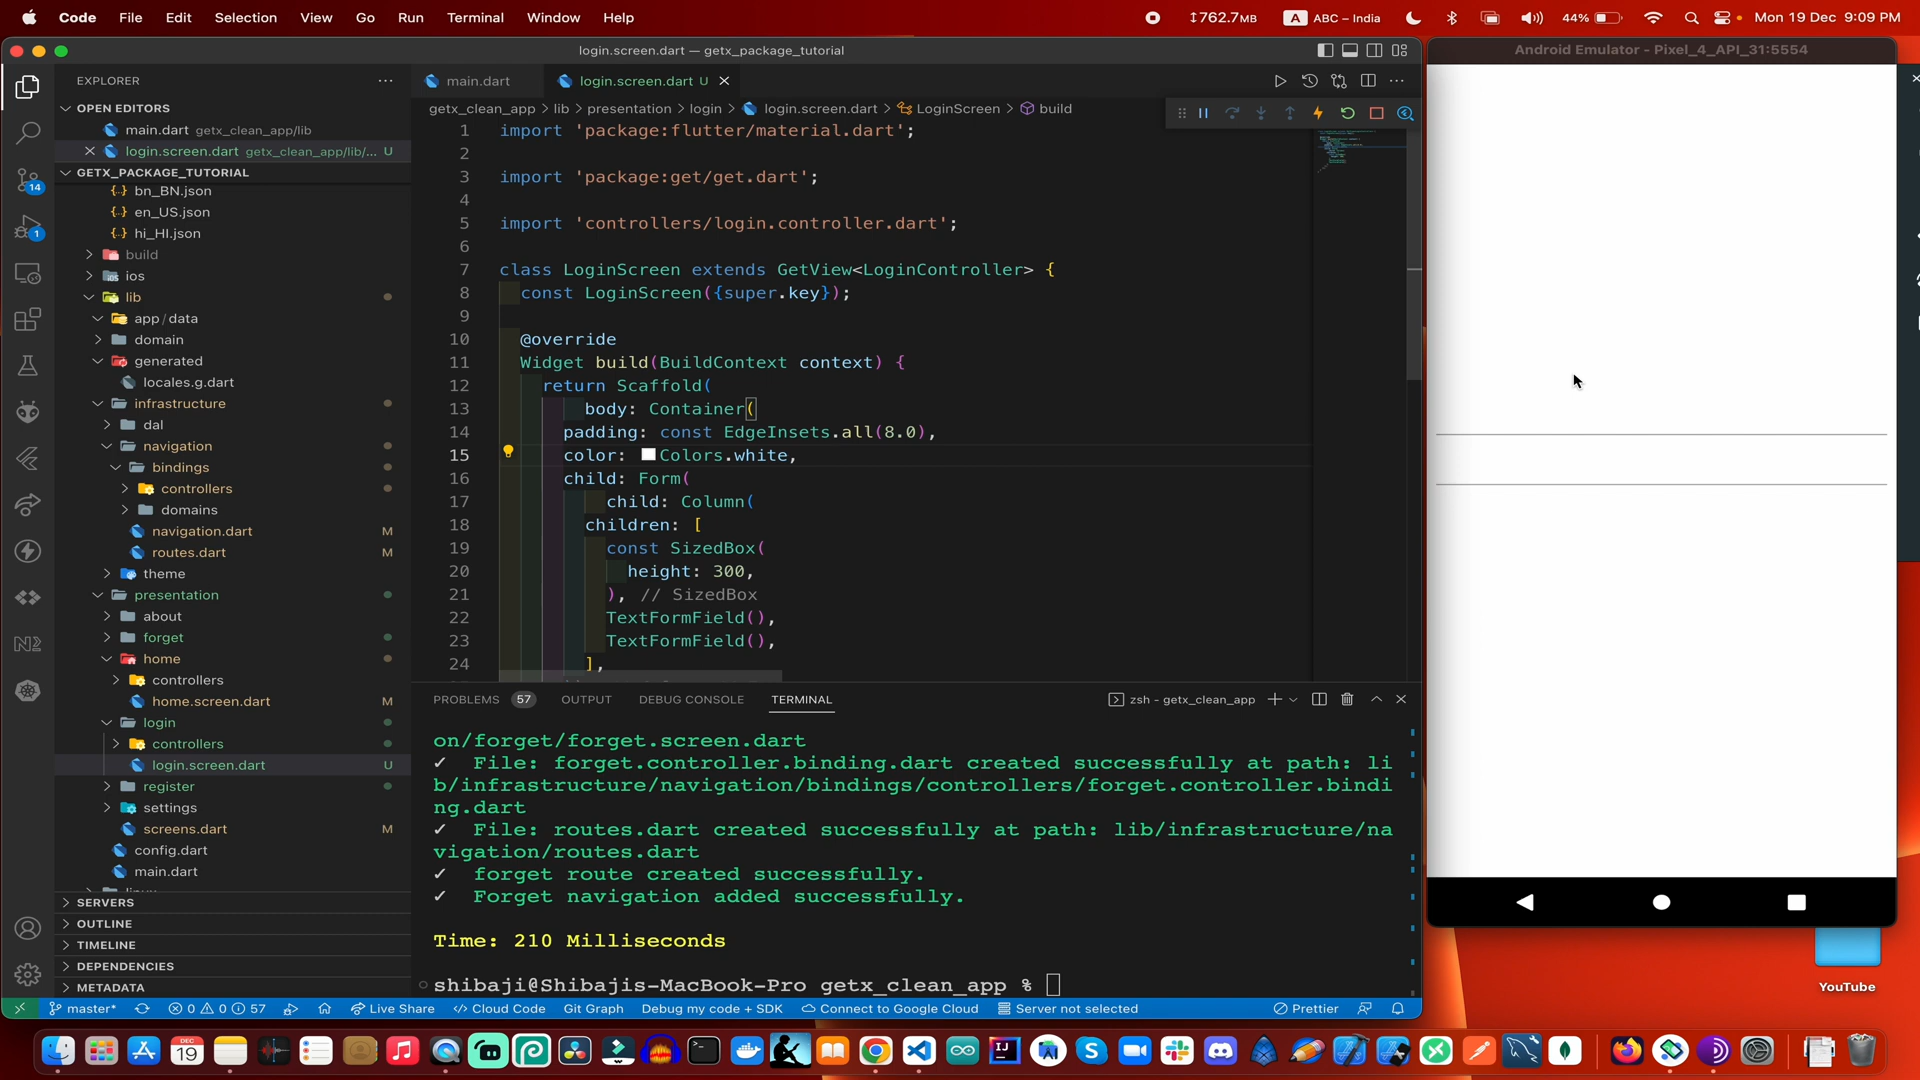 Code File Edit Selection View Go Run Terminal Window Help
762.7MB A ABC – India 44% Mon 19 Dec 9:09 PM
login.screen.dart — getx_package_tutorial
Android Emulator - Pixel_4_API_31:5554
EXPLORER
OPEN EDITORS
main.dart getx_clean_app/lib
login.screen.dart getx_clean_app/lib/... U
GETX_PACKAGE_TUTORIAL
bn_BN.json
en_US.json
hi_HI.json
build
ios
lib
app / data
domain
generated
locales.g.dart
infrastructure
dal
navigation
bindings
controllers
domains
navigation.dart M
routes.dart M
theme
presentation
about
forget
home
controllers
home.screen.dart M
login
controllers
login.screen.dart U
register
settings
screens.dart M
config.dart
main.dart
SERVERS
OUTLINE
TIMELINE
DEPENDENCIES
METADATA
14
1
main.dart login.screen.dart U
getx_clean_app > lib > presentation > login > login.screen.dart > LoginScreen > build
1 import 'package:flutter/material.dart';
2
3 import 'package:get/get.dart';
4
5 import 'controllers/login.controller.dart';
6
7 class LoginScreen extends GetView<LoginController> {
8 const LoginScreen({super.key});
9
10 @override
11 Widget build(BuildContext context) {
12 return Scaffold(
13 body: Container(
14 padding: const EdgeInsets.all(8.0),
15 color: Colors.white,
16 child: Form(
17 child: Column(
18 children: [
19 const SizedBox(
20 height: 300,
21 ), // SizedBox
22 TextFormField(),
23 TextFormField(),
24 ],
PROBLEMS 57 OUTPUT DEBUG CONSOLE TERMINAL
zsh - getx_clean_app
on/forget/forget.screen.dart
✓ File: forget.controller.binding.dart created successfully at path: li
b/infrastructure/navigation/bindings/controllers/forget.controller.bindi
ng.dart
✓ File: routes.dart created successfully at path: lib/infrastructure/na
vigation/routes.dart
✓ forget route created successfully.
✓ Forget navigation added successfully.
Time: 210 Milliseconds
shibaji@Shibajis-MacBook-Pro getx_clean_app %
master* 0 0 57 Live Share Cloud Code Git Graph Debug my code + SDK Connect to Google Cloud Server not selected Prettier
YouTube
DEC
19